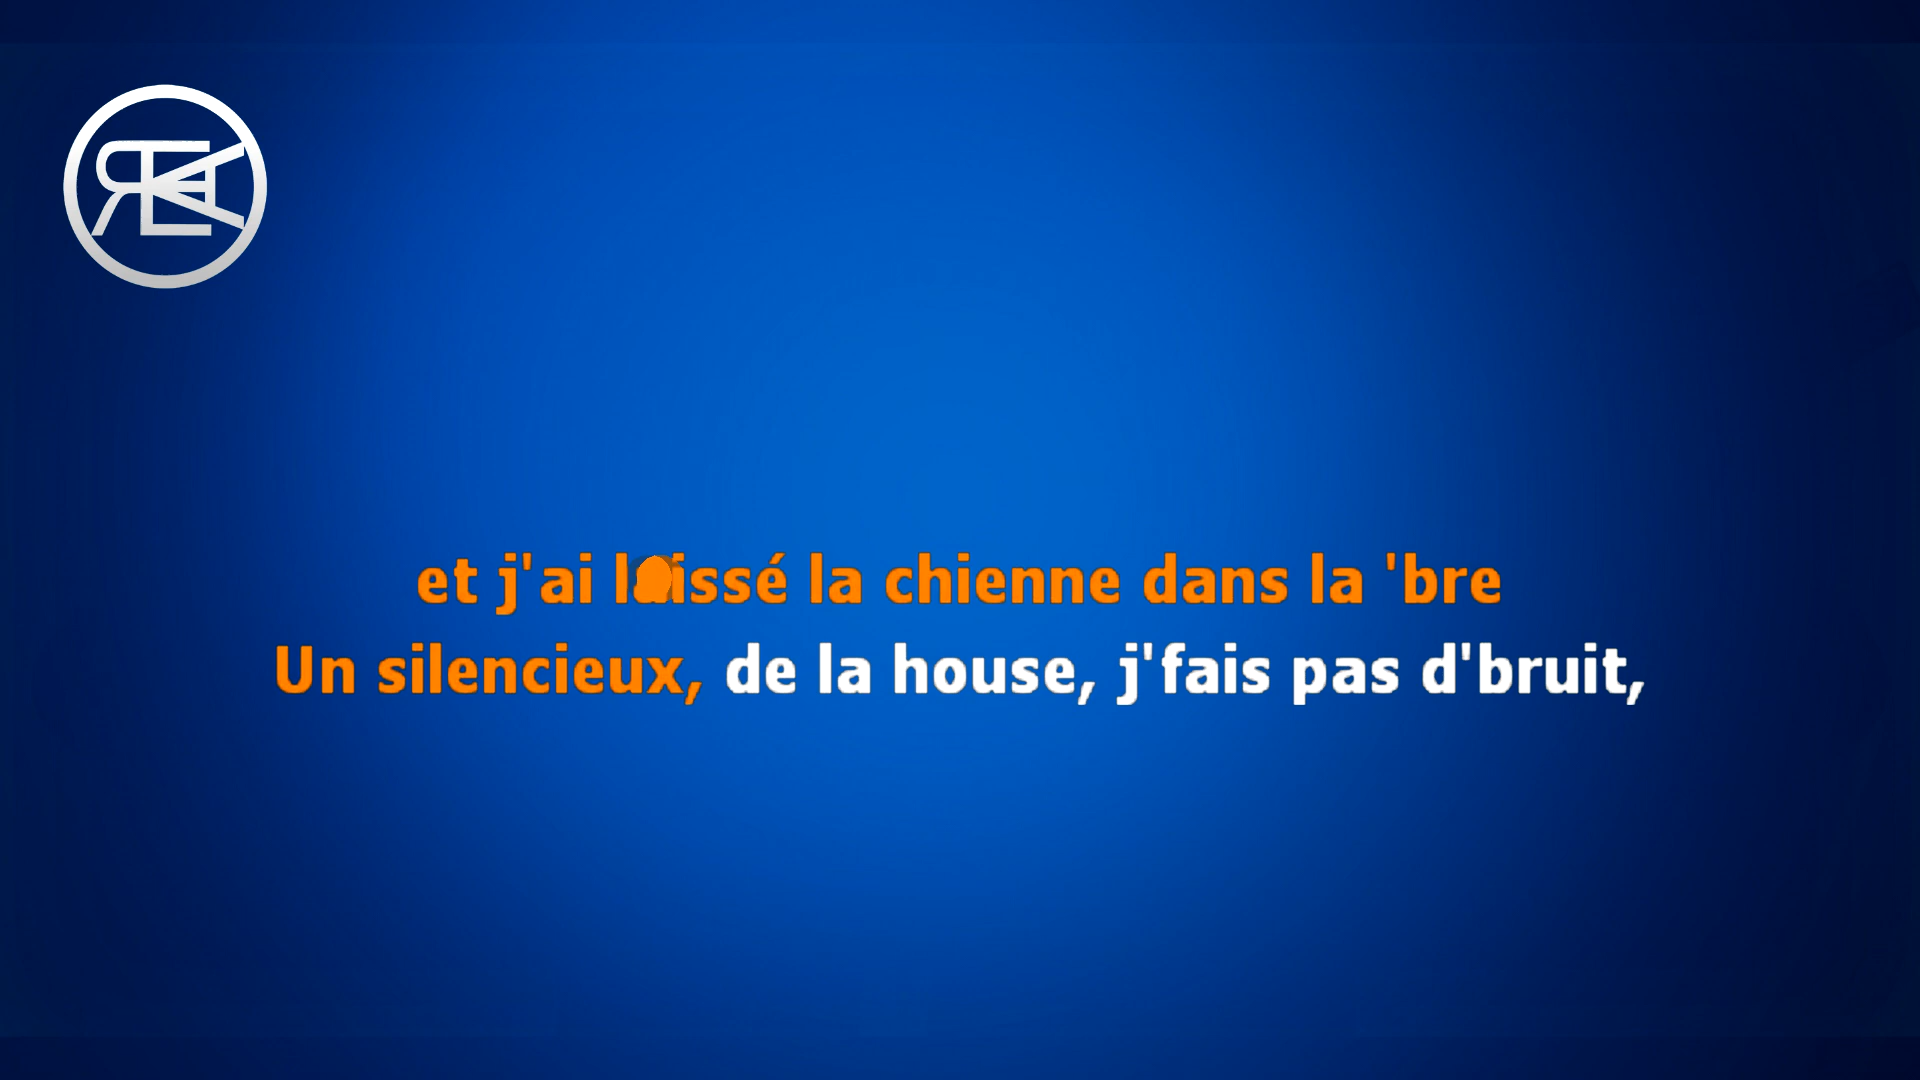 et j'ai laissé la chienne dans la 'bre
Un silencieux, de la house, j'fais pas d'bruit,